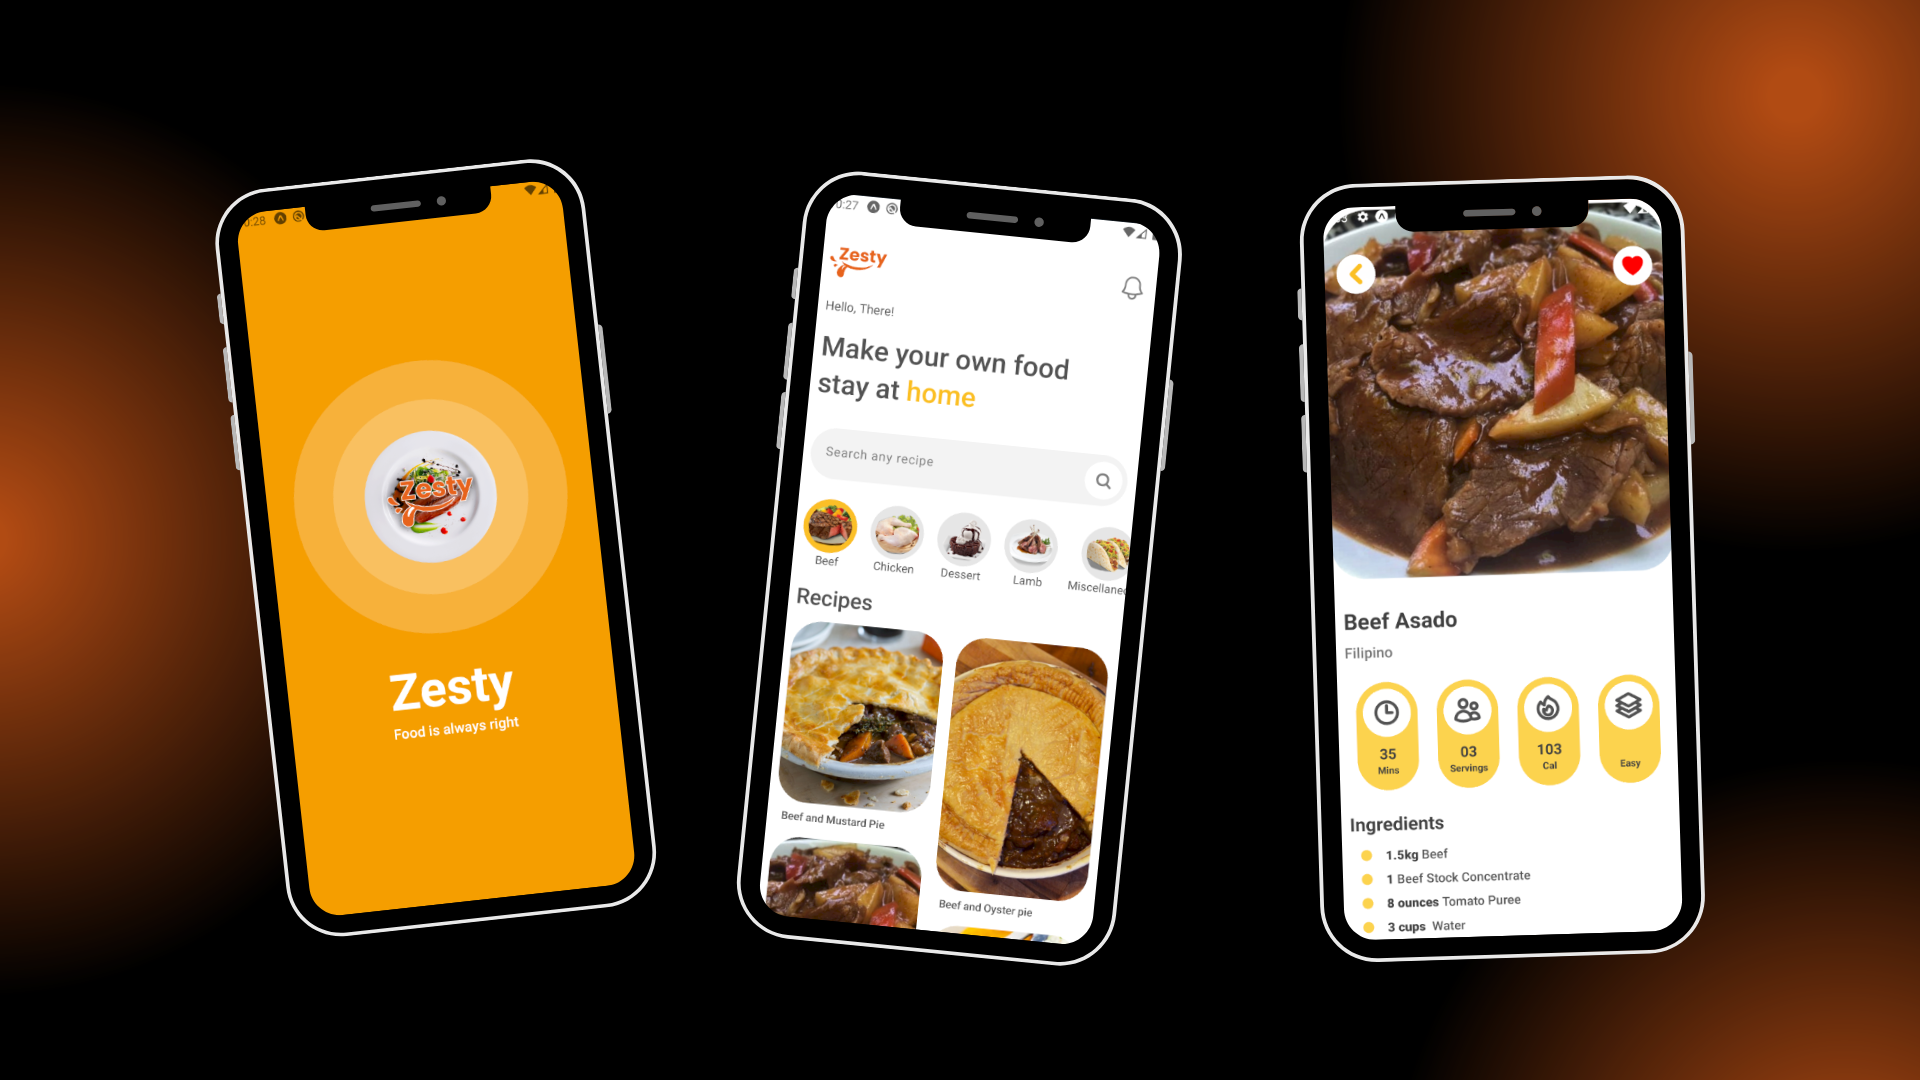 :28
Zesty
Zesty
Food is always right
0:27
Zesty
Hello, There!
Make your own food
stay at home
Search any recipe
Beef
Chicken
Dessert
Lamb
Miscellaneo
Recipes
Beef and Mustard Pie
Beef and Oyster pie
Beef Asado
Filipino
35
Mins
03
Servings
103
Cal
Easy
Ingredients
1.5kg Beef
1 Beef Stock Concentrate
8 ounces Tomato Puree
3 cups Water